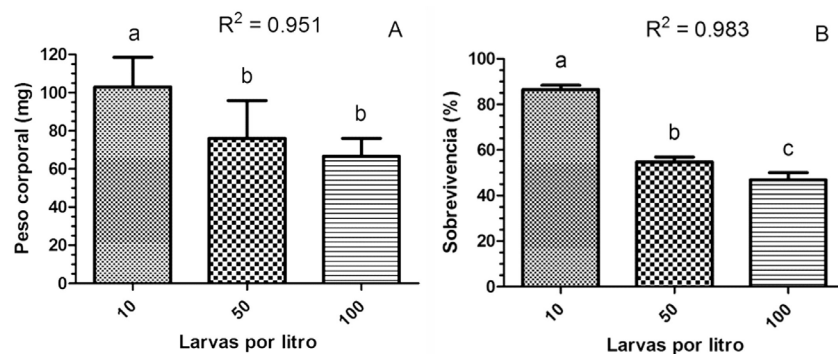 R² = 0.951
A
a
b
b
Peso corporal (mg)
120
100
80
60
40
20
0
10
50
100
Larvas por litro
R² = 0.983
B
a
b
c
Sobrevivencia (%)
100
80
60
40
20
0
10
50
100
Larvas por litro